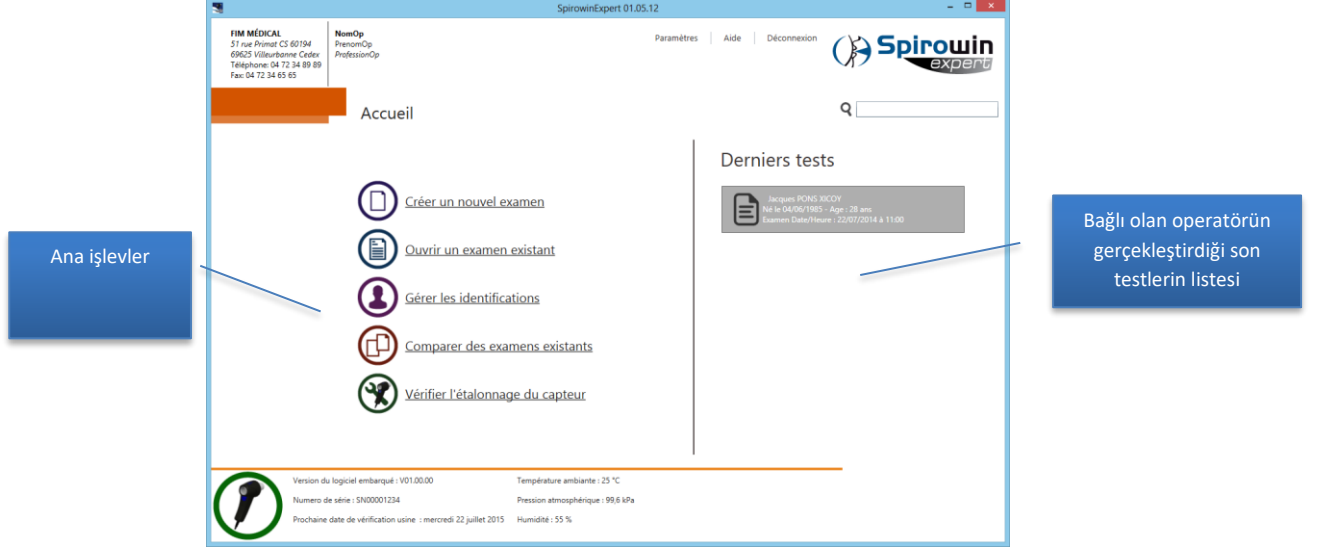 SpirowinExpert 01.05.12
FIM MÉDICAL
51 rue Primat CS 60194
69625 Villeurbanne Cedex
Téléphone: 04 72 34 89 89
Fax: 04 72 34 65 65
NomOp
PrenomOp
ProfessionOp
Paramètres
Aide
Déconnexion
Spirowin
expert
Accueil
Derniers tests
Jacques PONS XICOY
Né le 04/06/1985 - Age : 28 ans
Examen Date/Heure : 22/07/2014 à 11:00
Créer un nouvel examen
Ouvrir un examen existant
Gérer les identifications
Comparer des examens existants
Vérifier l'étalonnage du capteur
Ana işlevler
Bağlı olan operatörün
gerçekleştirdiği son
testlerin listesi
Version du logiciel embarqué : V01.00.00
Numero de série : SN00001234
Prochaine date de vérification usine : mercredi 22 juillet 2015
Température ambiante : 25 °C
Pression atmosphérique : 99,6 kPa
Humidité : 55 %